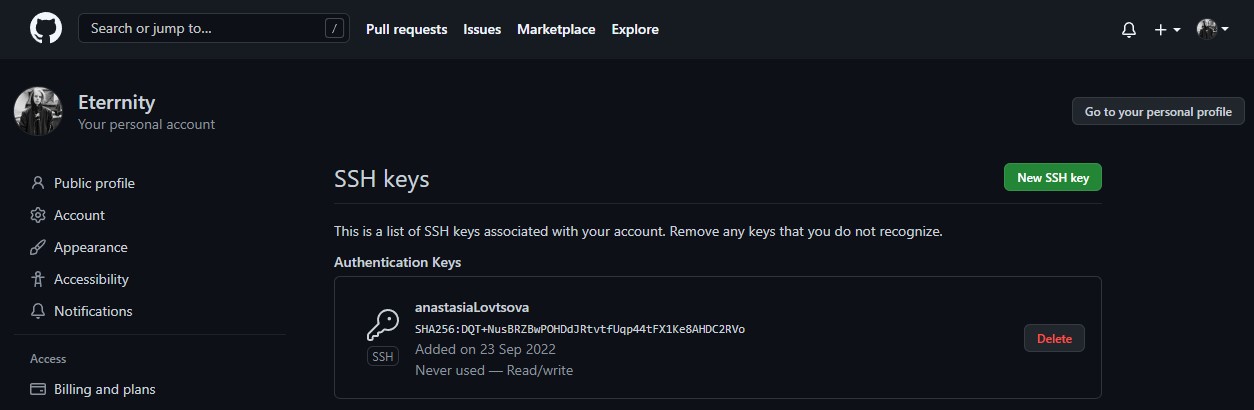 Search or jump to... /
Pull requests Issues Marketplace Explore
Eterrnity
Your personal account
Go to your personal profile
Public profile
Account
Appearance
Accessibility
Notifications
Access
Billing and plans
SSH keys
New SSH key
This is a list of SSH keys associated with your account. Remove any keys that you do not recognize.
Authentication Keys
anastasiaLovtsova
SHA256:DQT+NusBRZBwPOHDdJRtvtfUqp44tFX1Ke8AHDC2RVo
Added on 23 Sep 2022
Never used — Read/write
SSH
Delete